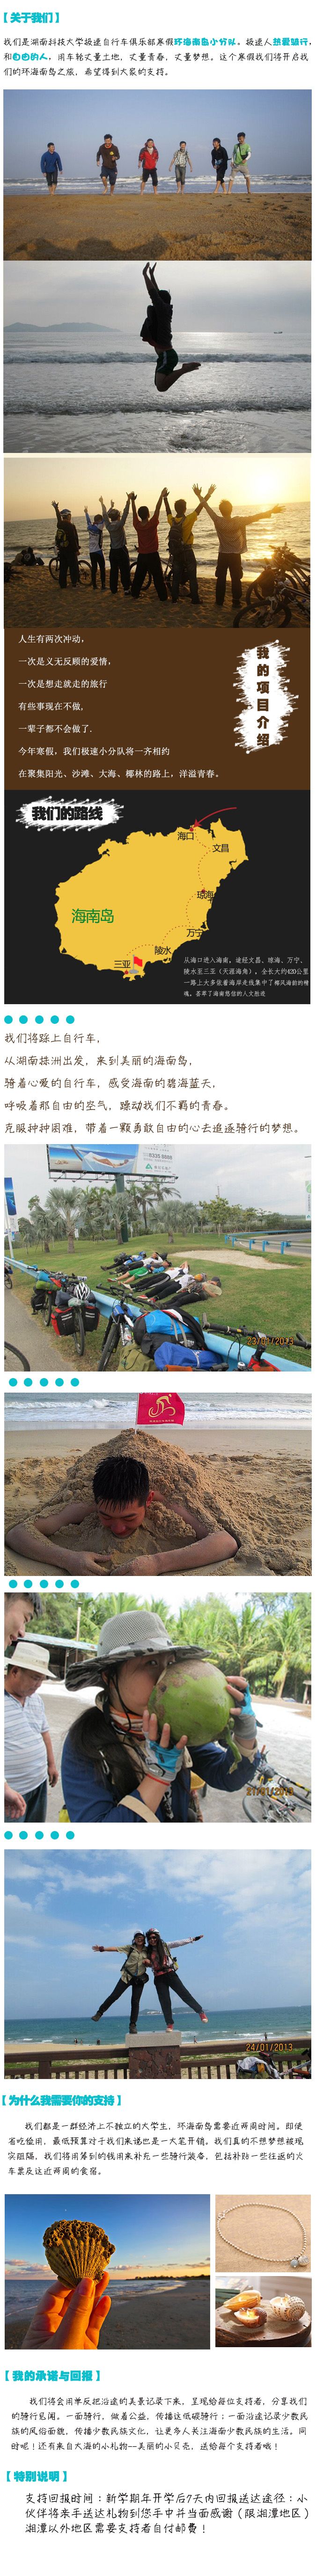 【关于我们】
我们是湖南科技大学极速自行车俱乐部寒假环海南岛小分队。极速人热爱骑行,
和自由的人，用车轮丈量土地，丈量青春，丈量梦想。这个寒假我们将开启我
们的环海南岛之旅，希望得到大家的支持。
人生有两次冲动，
一次是义无反顾的爱情，
一次是想走就走的旅行
有些事现在不做,
一辈子都不会做了.
今年寒假，我们极速小分队将一齐相约
在聚集阳光、沙滩、大海、椰林的路上，洋溢青春。
我的项目介绍
我们的路线
海口
文昌
琼海
万宁
陵水
三亚
海南岛
从海口进入海南，途经文昌、琼海、万宁、
陵水至三亚（天涯海角）。全长大约420公里
一路上大多依着海岸走线集中了椰风海韵的精
魂，荟萃了海南悠信的人文胜迹
我们将踩上自行车，
从湖南株洲出发，来到美丽的海南岛，
骑着心爱的自行车，感受海南的碧海蓝天，
呼吸着那自由的空气，踏动我们不羁的青春。
克服种种困难，带着一颗勇敢自由的心去追逐骑行的梦想。
21/01/2013
24/01/2013
【为什么我需要你的支持】
我们都是一群经济上不独立的大学生，环海南岛需要近两周时间。即使
省吃俭用，最低预算对于我们来说也是一大笔开销。我们真的不想梦想被现
实阻隔，我们将用筹到的钱用来补充一些骑行装备，包括补贴一些往返的火
车票及这近两周的食宿。
【我的承诺与回报】
我们将会用单反把沿途的美景记录下来，呈现给每位支持者，分享我们
的骑行见闻。一面骑行，做着公益，传播这低碳骑行；一面沿途记录少数民
族的风俗面貌，传播少数民族文化，让更多人关注海南少数民族的生活。同
时呢！还有来自大海的小礼物--美丽的小贝壳，送给每个支持者哦！
【特别说明】
支持回报时间：新学期年开学后7天内回报送达途径：小
伙伴将亲手送达礼物到您手中并当面感谢（限湘潭地区）
湘潭以外地区需要支持者自付邮费！